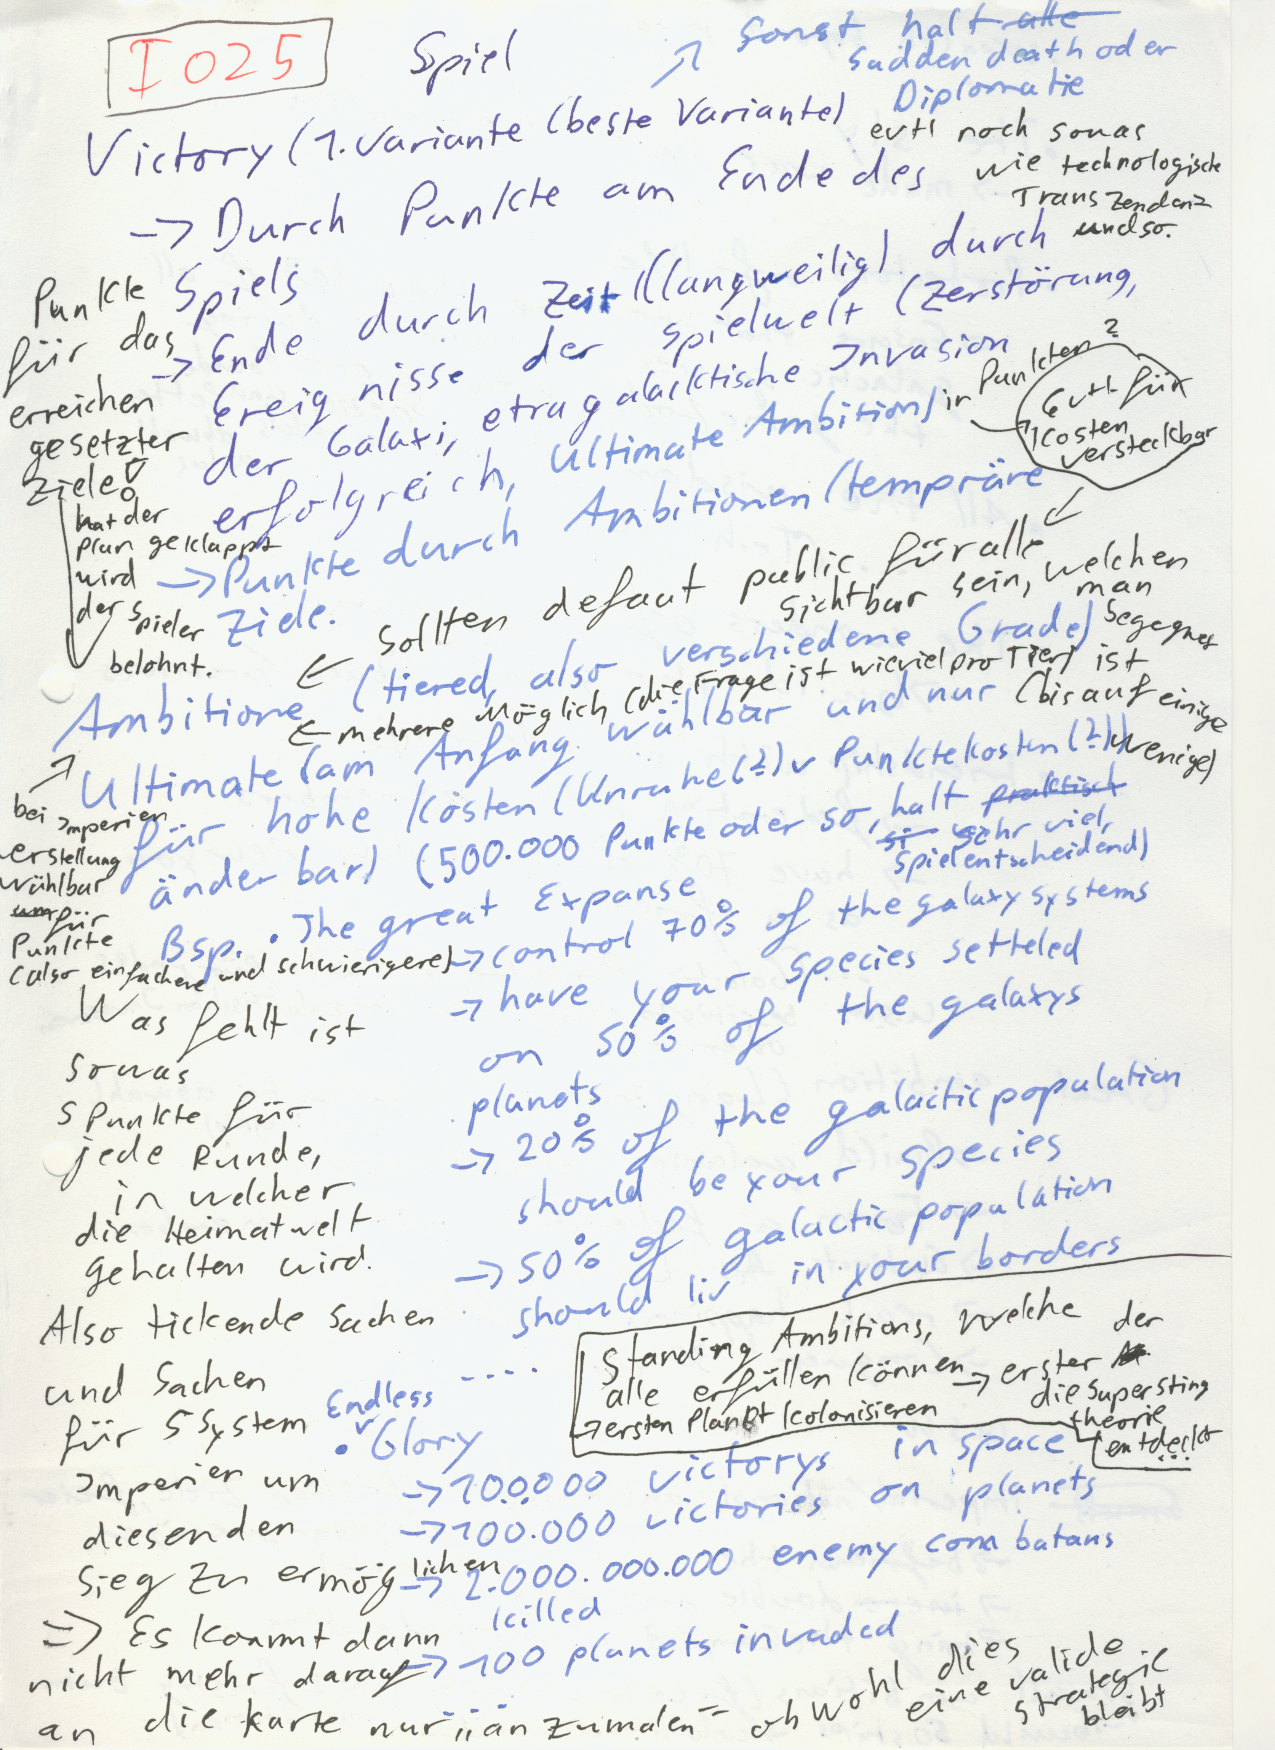 I025
Spiel
↗ Sonst halt alle
sudden death oder
Diplomatie
evtl noch sowas
wie technologische
Transzendenz
und so.
Victory (1. Variante (beste Variante)
-> Durch Punkte am Ende des
Spiels
-> Ende durch Zeit ((langweilig) durch
Ereignisse der Spielwelt (Zerstörung,
der Galaxi, etragalacktische Invasion
erfolgreich, Ultimate Ambition) in Punkten?
Evtl für
Kosten
versteckbar
-> Punkte durch Ambitionen (tempräre
Ziele.
Punkte
für das
erreichen
gesetzter
Ziele!
hat der
Plan geklappt
wird
der Spieler
belohnt.
sollten defaut public für alle
sichtbar sein, welchen
man
begegnet
ist
Ambitione (tiered, also verschiedene Grade)
<- mehrere Möglich (die Frage ist wieviel pro Tier)
Ultimate (am Anfang wählbar und nur (bis auf einige
wenige)
für hohe Kosten (Unruhe(?) v Punktekosten(?))
änderbar) (500.000 Punkte oder so, halt praktisch
si sehr viel,
spielentscheidend)
bei Imperien
erstellung
wählbar
um für
Punkte
(also einfachere und schwierigere)
Bsp. • The great Expanse
-> control 70% of the galaxy systems
-> have your species setteled
on 50% of the galaxys
planets
-> 20% of the galactic population
should be your species
-> 50% of galactic population
should liv in your borders
....
Was fehlt ist
sowas
5 Punkte für
jede Runde,
in welcher
die Heimatwelt
gehalten wird.
Also tickende Sachen
und Sachen
für 5 System
Imperien um
diesen den
Sieg zu ermöglichen
=> Es kommt dann
nicht mehr darauf
an die Karte nur "anzumalen" obwohl dies
eine valide
Strategie
bleibt
Standing Ambitions, welche
alle erfüllen können
-> ersten Planet kolonisieren
-> erster der
die Supersting
theorie
entdeckt
...
• Endless Glory
-> 100.000 victorys in space
-> 100.000 victories on planets
-> 2.000.000.000 enemy combatans
killed
-> 100 planets invaded